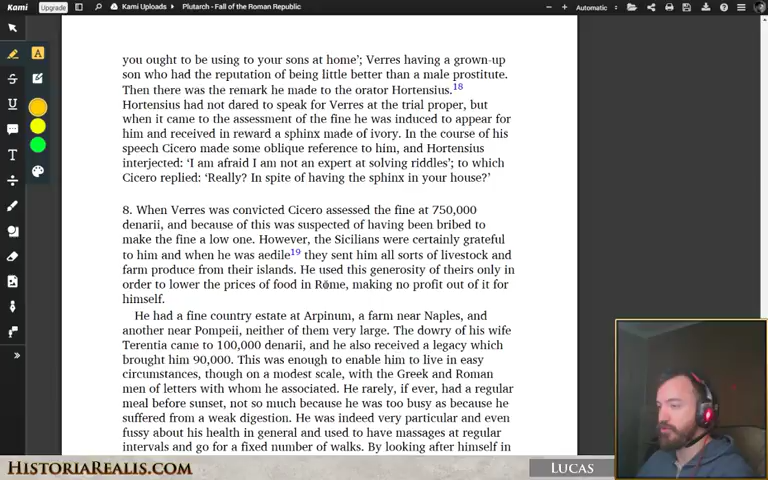 Kami Upgrade Kami Uploads > Plutarch - Fall of the Roman Republic Automatic
you ought to be using to your sons at home'; Verres having a grown-up
son who had the reputation of being little better than a male prostitute.
Then there was the remark he made to the orator Hortensius.18
Hortensius had not dared to speak for Verres at the trial proper, but
when it came to the assessment of the fine he was induced to appear for
him and received in reward a sphinx made of ivory. In the course of his
speech Cicero made some oblique reference to him, and Hortensius
interjected: ‘I am afraid I am not an expert at solving riddles’; to which
Cicero replied: ‘Really? In spite of having the sphinx in your house?’
8. When Verres was convicted Cicero assessed the fine at 750,000
denarii, and because of this was suspected of having been bribed to
make the fine a low one. However, the Sicilians were certainly grateful
to him and when he was aedile19 they sent him all sorts of livestock and
farm produce from their islands. He used this generosity of theirs only in
order to lower the prices of food in Rome, making no profit out of it for
himself.
He had a fine country estate at Arpinum, a farm near Naples, and
another near Pompeii, neither of them very large. The dowry of his wife
Terentia came to 100,000 denarii, and he also received a legacy which
brought him 90,000. This was enough to enable him to live in easy
circumstances, though on a modest scale, with the Greek and Roman
men of letters with whom he associated. He rarely, if ever, had a regular
meal before sunset, not so much because he was too busy as because he
suffered from a weak digestion. He was indeed very particular and even
fussy about his health in general and used to have massages at regular
intervals and go for a fixed number of walks. By looking after himself in
HISTORIAREALIS.COM LUCAS